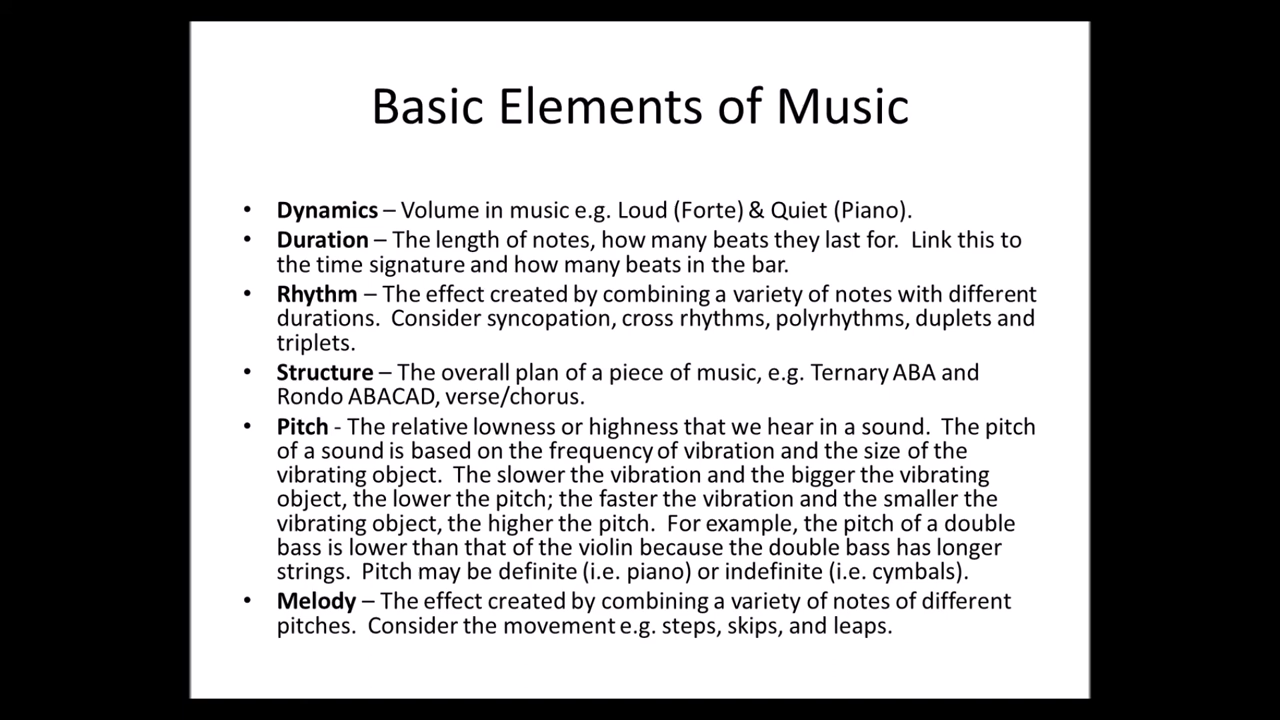 Basic Elements of Music
• Dynamics – Volume in music e.g. Loud (Forte) & Quiet (Piano).
• Duration – The length of notes, how many beats they last for.  Link this to
the time signature and how many beats in the bar.
• Rhythm – The effect created by combining a variety of notes with different
durations.  Consider syncopation, cross rhythms, polyrhythms, duplets and
triplets.
• Structure – The overall plan of a piece of music, e.g. Ternary ABA and
Rondo ABACAD, verse/chorus.
• Pitch - The relative lowness or highness that we hear in a sound.  The pitch
of a sound is based on the frequency of vibration and the size of the
vibrating object.  The slower the vibration and the bigger the vibrating
object, the lower the pitch; the faster the vibration and the smaller the
vibrating object, the higher the pitch.  For example, the pitch of a double
bass is lower than that of the violin because the double bass has longer
strings.  Pitch may be definite (i.e. piano) or indefinite (i.e. cymbals).
• Melody – The effect created by combining a variety of notes of different
pitches.  Consider the movement e.g. steps, skips, and leaps.